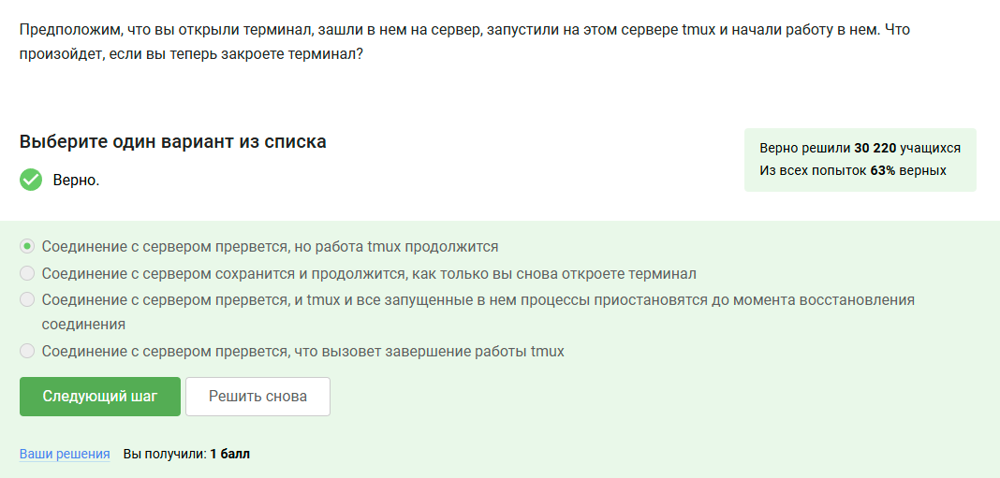 Предположим, что вы открыли терминал, зашли в нем на сервер, запустили на этом сервере tmux и начали работу в нем. Что
произойдет, если вы теперь закроете терминал?
Выберите один вариант из списка
Верно.
Верно решили 30 220 учащихся
Из всех попыток 63% верных
Соединение с сервером прервется, но работа tmux продолжится
Соединение с сервером сохранится и продолжится, как только вы снова откроете терминал
Соединение с сервером прервется, и tmux и все запущенные в нем процессы приостановятся до момента восстановления
соединения
Соединение с сервером прервется, что вызовет завершение работы tmux
Следующий шаг Решить снова
Ваши решения Вы получили: 1 балл